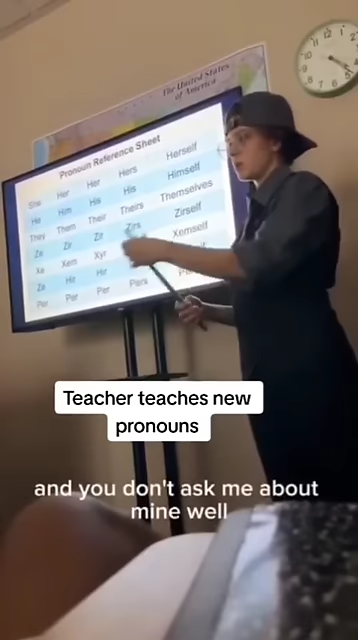 The United States
of America
Pronoun Reference Sheet
She Her Her Hers Herself
He Him His His Himself
They Them Their Theirs Themselves
Ze Zir Zir Zirs Zirself
Xe Xem Xyr Xemself
Ze Hir Hir
Per Per Per Pers
Teacher teaches new
pronouns
and you don't ask me about
mine well